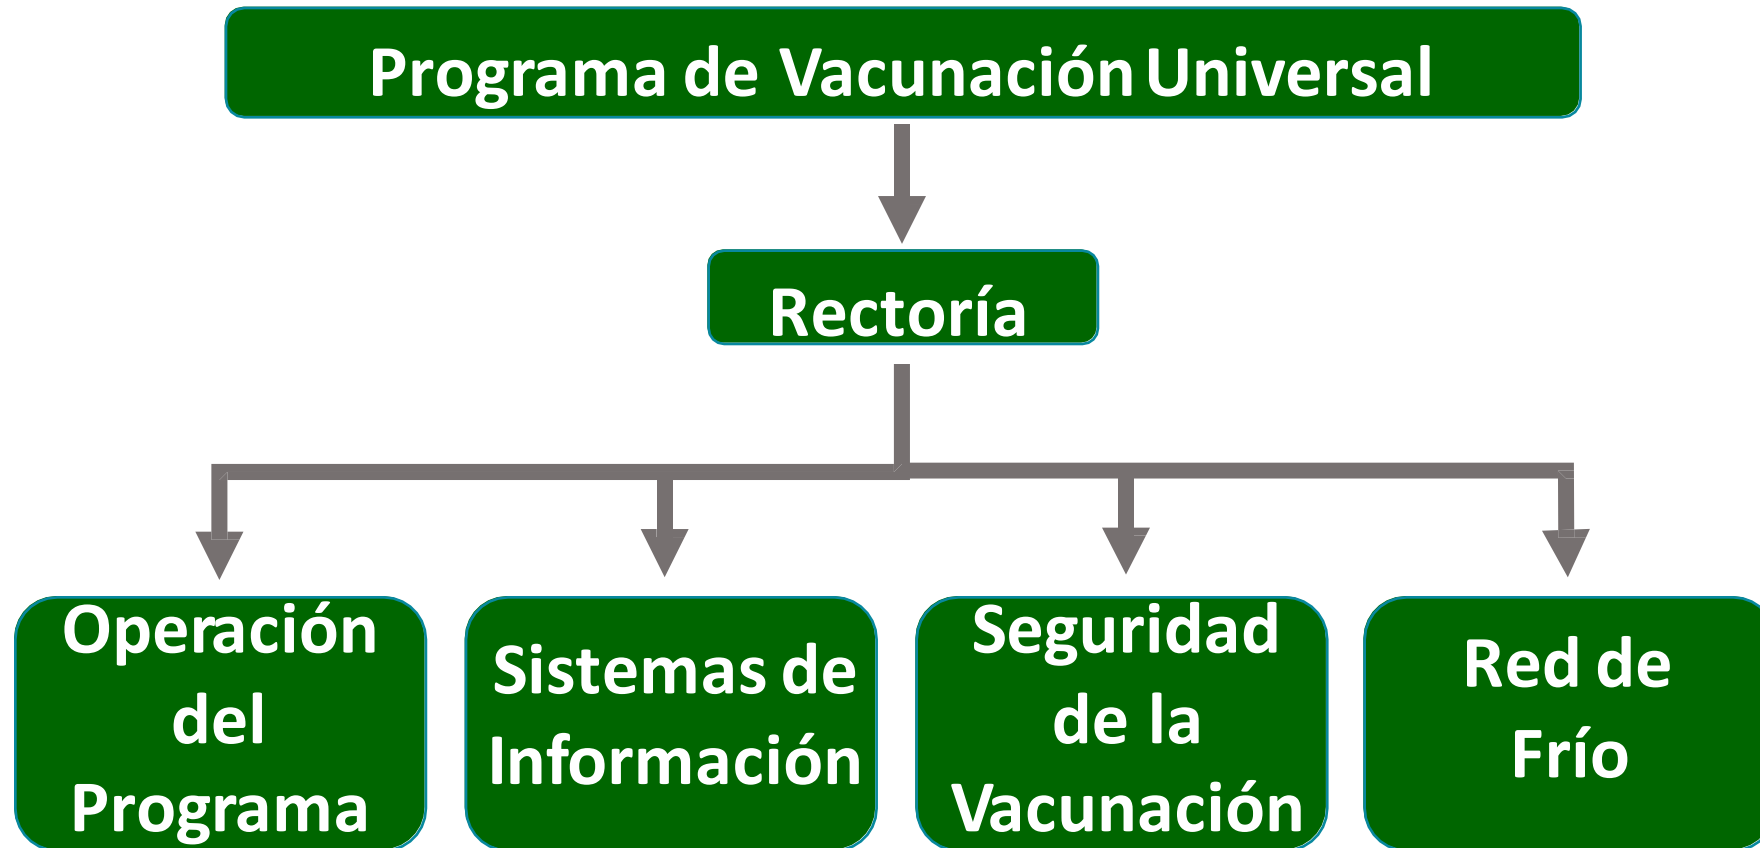 Programa de Vacunación Universal
Rectoría
Operación
del
Programa
Sistemas de
Información
Seguridad
de la
Vacunación
Red de
Frío